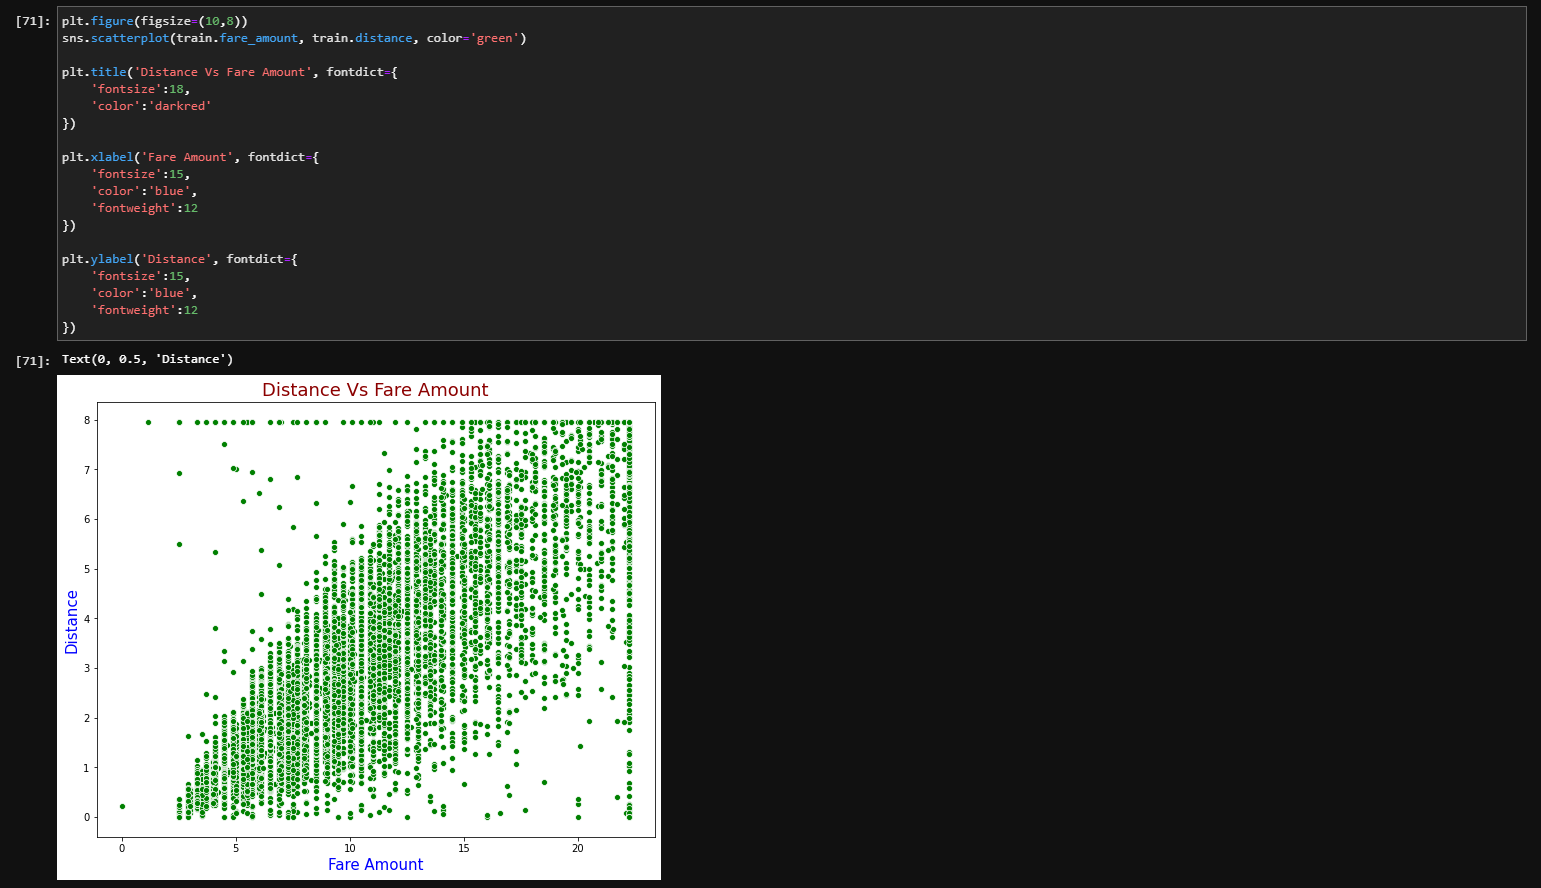 [71]: plt.figure(figsize=(10,8))
sns.scatterplot(train.fare_amount, train.distance, color='green')
plt.title('Distance Vs Fare Amount', fontdict={
'fontsize':18,
'color':'darkred'
})
plt.xlabel('Fare Amount', fontdict={
'fontsize':15,
'color':'blue',
'fontweight':12
})
plt.ylabel('Distance', fontdict={
'fontsize':15,
'color':'blue',
'fontweight':12
})
[71]: Text(0, 0.5, 'Distance')
Distance Vs Fare Amount
8
7
6
5
4
3
2
1
0
Distance
0 5 10 15 20
Fare Amount